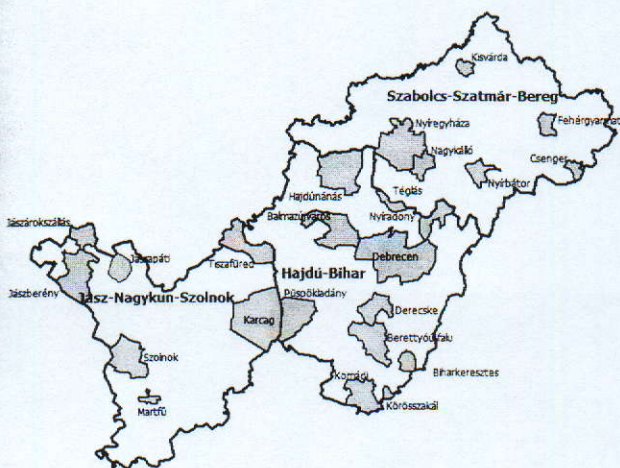 Kisvárda
Szabolcs-Szatmár-Bereg
Nyíregyháza
Fehérgyarmat
Nagykálló
Csenger
Hajdúnánás
Téglás
Nyírbátor
Balmazújváros
Nyíradony
Jászárokszállás
Jászapáti
Tiszafüred
Debrecen
Hajdú-Bihar
Jászberény
Jász-Nagykun-Szolnok
Püspökladány
Karcag
Derecske
Berettyóújfalu
Szolnok
Komádi
Biharkeresztes
Martfű
Körösszakál